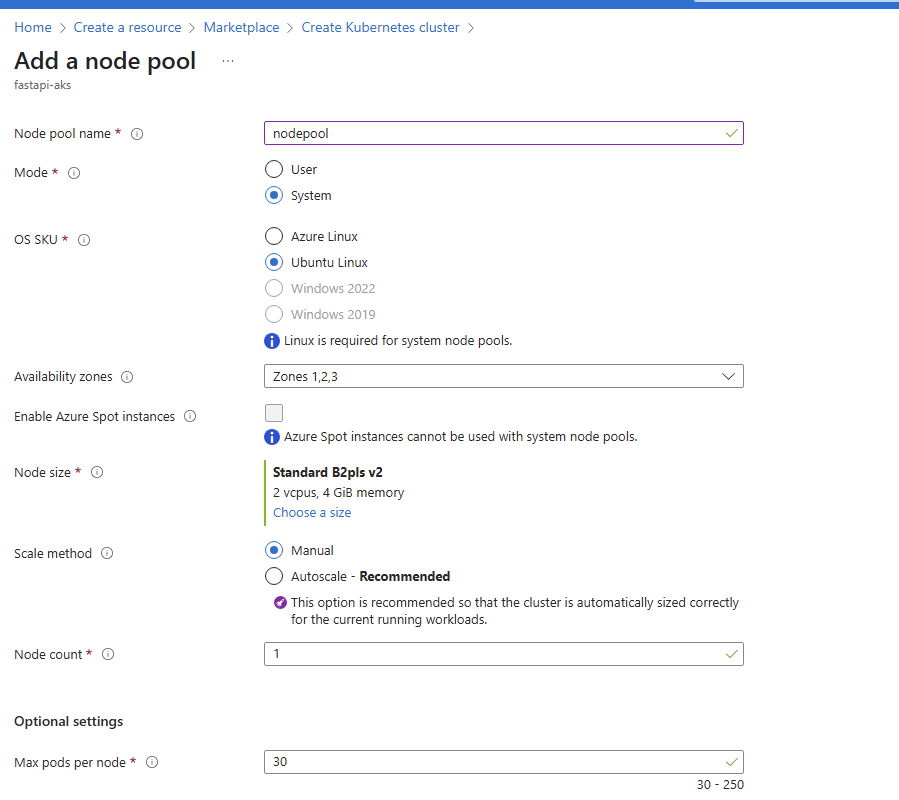 Home > Create a resource > Marketplace > Create Kubernetes cluster >
Add a node pool ...
fastapi-aks
Node pool name * nodepool
Mode * User
System
OS SKU * Azure Linux
Ubuntu Linux
Windows 2022
Windows 2019
Linux is required for system node pools.
Availability zones Zones 1,2,3
Enable Azure Spot instances
Azure Spot instances cannot be used with system node pools.
Node size * Standard B2pls v2
2 vcpus, 4 GiB memory
Choose a size
Scale method Manual
Autoscale - Recommended
This option is recommended so that the cluster is automatically sized correctly
for the current running workloads.
Node count * 1
Optional settings
Max pods per node * 30
30 - 250